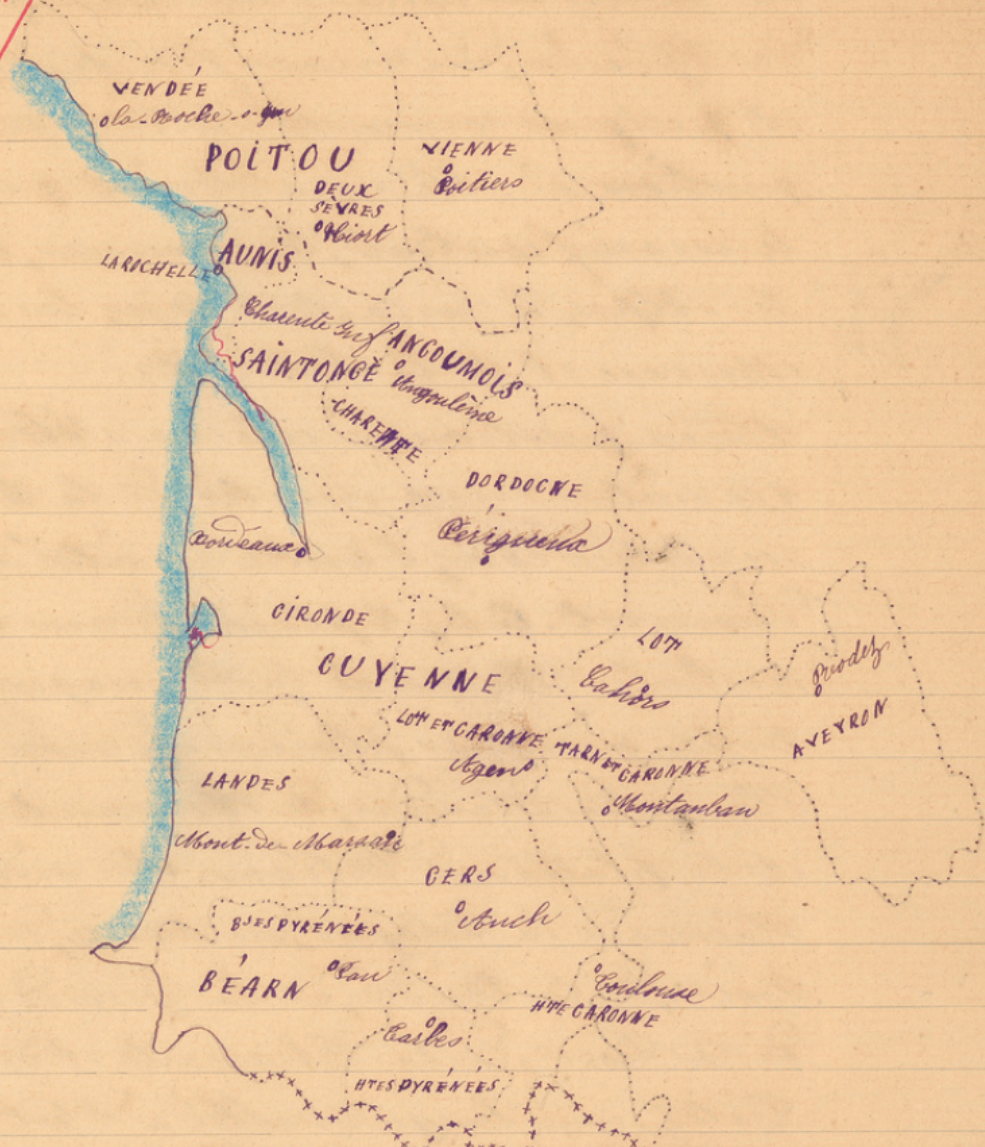 VENDÉE
la-Roche-s-Yon
POITOU
VIENNE
Poitiers
DEUX
SÈVRES
Niort
AUNIS
LA ROCHELLE
Charente Inf
ANGOUMOIS
SAINTONGE
Angoulême
CHARENTE
DORDOGNE
Périgueux
Bordeaux
GIRONDE
LOT
Rodez
GUYENNE
Cahors
AVEYRON
LOT ET GARONNE
TARN ET GARONNE
Agen
LANDES
Montauban
Mont-de-Marsan
GERS
Auch
BSES PYRÉNÉES
Pau
BÉARN
Toulouse
HTE GARONNE
Tarbes
HTES PYRÉNÉES